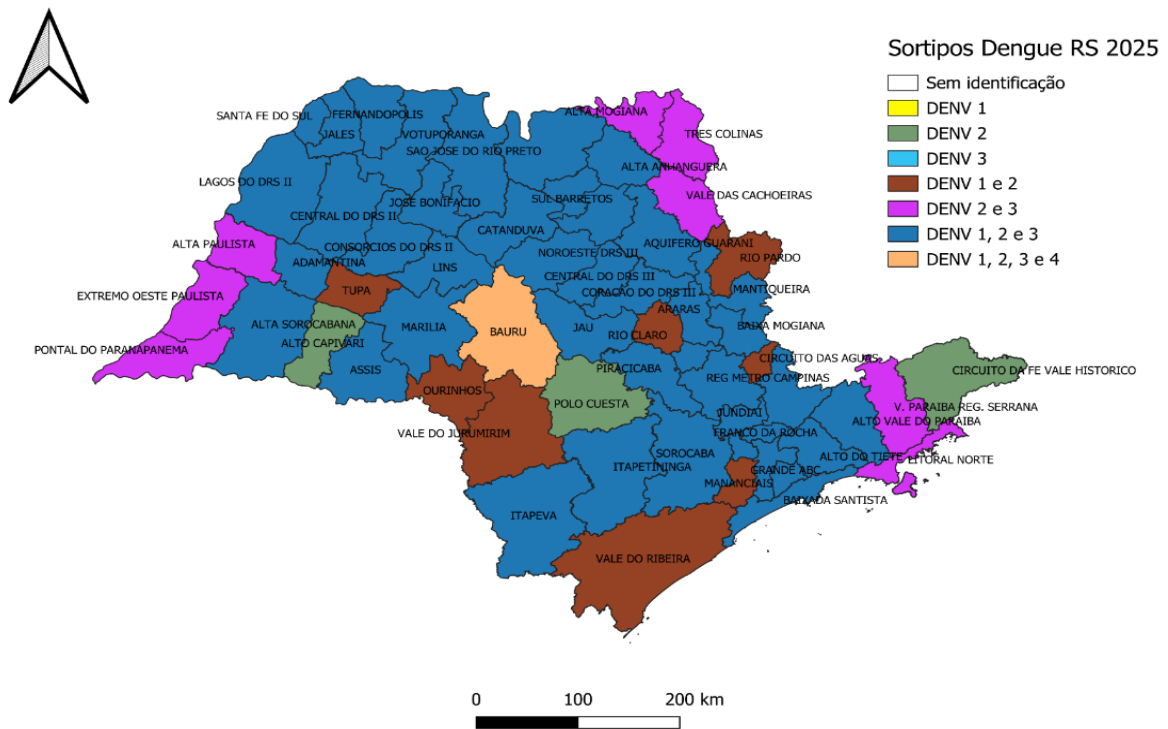 Sortipos Dengue RS 2025
Sem identificação
DENV 1
DENV 2
DENV 3
DENV 1 e 2
DENV 2 e 3
DENV 1, 2 e 3
DENV 1, 2, 3 e 4
SANTA FE DO SUL
FERNANDOPOLIS
JALES
VOTUPORANGA
SAO JOSE DO RIO PRETO
ALTA MOGIANA
TRES COLINAS
ALTA ANHANGUERA
LAGOS DO DRS II
JOSE BONIFACIO
SUL BARRETOS
VALE DAS CACHOEIRAS
CENTRAL DO DRS II
CATANDUVA
ALTA PAULISTA
CONSORCIOS DO DRS II
NOROESTE DRS III
AQUIFERO GUARANI
RIO PARDO
ADAMANTINA
LINS
CENTRAL DO DRS III
TUPA
CORACAO DO DRS III
MANTIQUEIRA
EXTREMO OESTE PAULISTA
ARARAS
ALTA SOROCABANA
MARILIA
BAURU
JAU
RIO CLARO
BAIXA MOGIANA
ALTO CAPIVARI
PONTAL DO PARANAPANEMA
CIRCUITO DAS AGUAS
ASSIS
PIRACICABA
REG METRO CAMPINAS
CIRCUITO DA FE VALE HISTORICO
OURINHOS
POLO CUESTA
JUNDIAI
V. PARAIBA REG. SERRANA
ALTO VALE DO PARAIBA
VALE DO JURUMIRIM
FRANCO DA ROCHA
SOROCABA
ALTO DO TIETE
LITORAL NORTE
ITAPETININGA
GRANDE ABC
MANANCIAIS
BAIXADA SANTISTA
ITAPEVA
VALE DO RIBEIRA
0 100 200 km